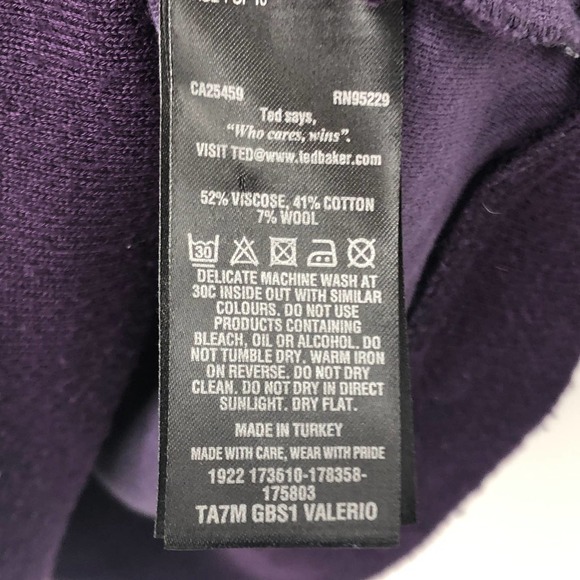 CA25459 RN95229
Ted says,
"Who cares, wins".
VISIT TED@www.tedbaker.com
52% VISCOSE, 41% COTTON
7% WOOL
30
DELICATE MACHINE WASH AT
30C INSIDE OUT WITH SIMILAR
COLOURS. DO NOT USE
PRODUCTS CONTAINING
BLEACH, OIL OR ALCOHOL. DO
NOT TUMBLE DRY. WARM IRON
ON REVERSE. DO NOT DRY
CLEAN. DO NOT DRY IN DIRECT
SUNLIGHT. DRY FLAT.
MADE IN TURKEY
MADE WITH CARE, WEAR WITH PRIDE
1922 173610-178358-
175803
TA7M GBS1 VALERIO